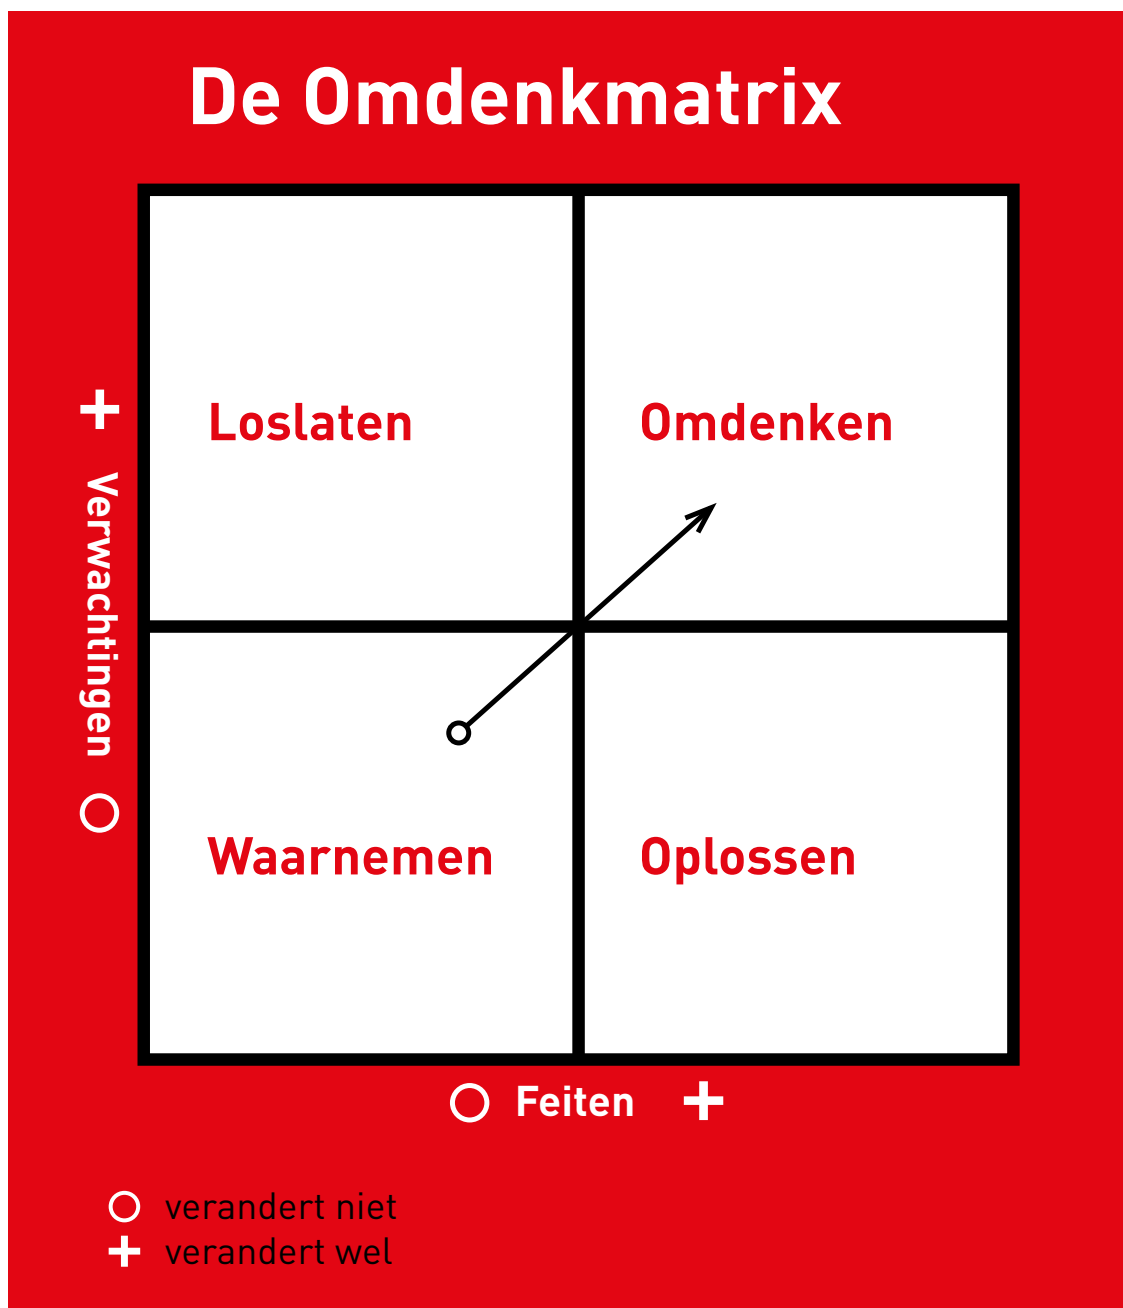 De Omdenkmatrix
Loslaten
Omdenken
+
Verwachtingen
Waarnemen
Oplossen
Feiten +
verandert niet
+ verandert wel